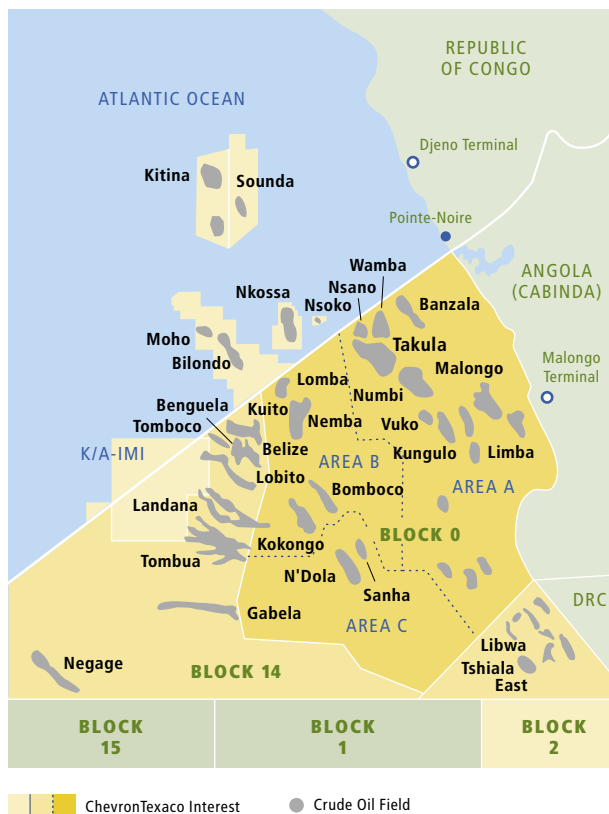 REPUBLIC
OF CONGO
ATLANTIC OCEAN
Djeno Terminal
Kitina
Sounda
Pointe-Noire
Wamba
Nsano
ANGOLA
(CABINDA)
Nkossa
Nsoko
Banzala
Moho
Takula
Bilondo
Malongo
Malongo
Terminal
Lomba
Numbi
Benguela
Kuito
Tomboco
Nemba
Vuko
K/A-IMI
Belize
Kungulo
Limba
AREA B
Lobito
Bomboco
AREA A
Landana
BLOCK 0
Kokongo
Tombua
N'Dola
Sanha
DRC
Gabela
AREA C
Libwa
Negage
BLOCK 14
Tshiala
East
BLOCK
15
BLOCK
1
BLOCK
2
ChevronTexaco Interest
Crude Oil Field